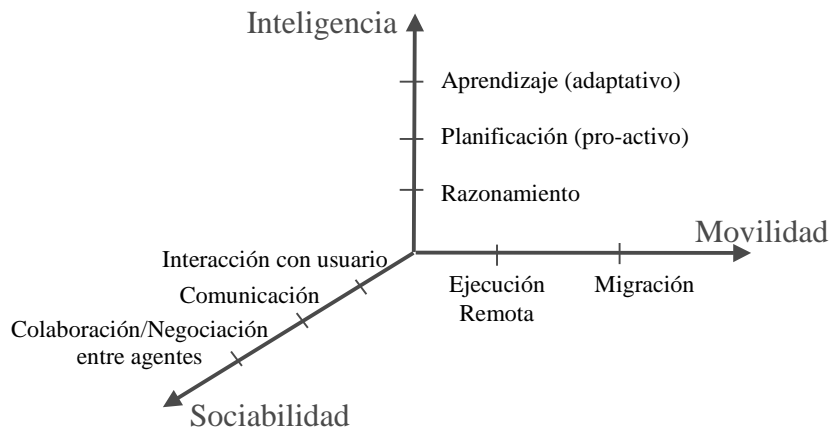 Inteligencia
Aprendizaje (adaptativo)
Planificación (pro-activo)
Razonamiento
Movilidad
Interacción con usuario
Ejecución
Remota
Migración
Comunicación
Colaboración/Negociación
entre agentes
Sociabilidad